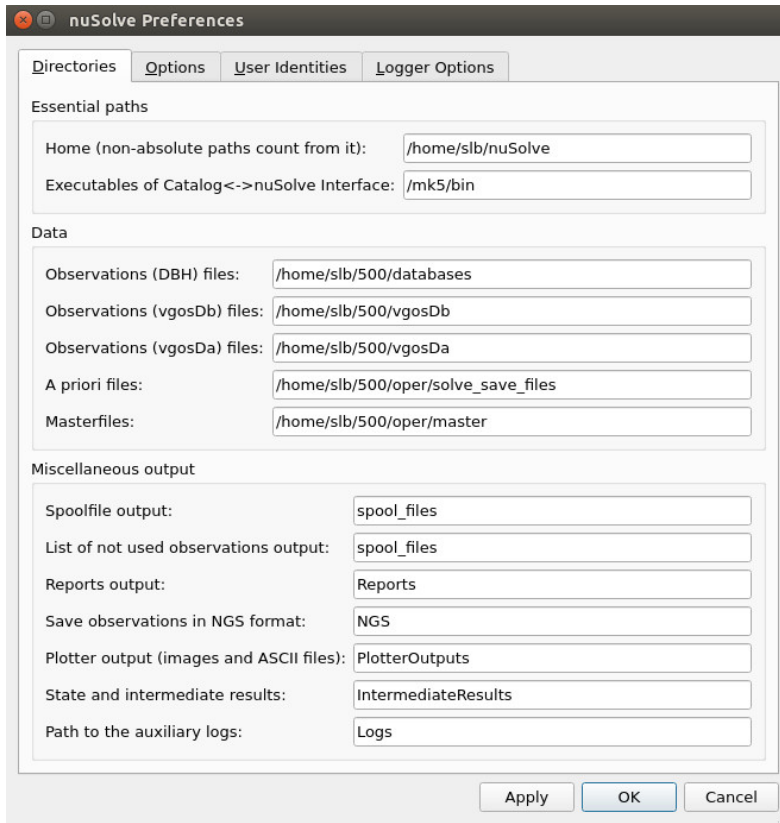 nuSolve Preferences
Directories Options User Identities Logger Options
Essential paths
Home (non-absolute paths count from it): /home/slb/nuSolve
Executables of Catalog<->nuSolve Interface: /mk5/bin
Data
Observations (DBH) files: /home/slb/500/databases
Observations (vgosDb) files: /home/slb/500/vgosDb
Observations (vgosDa) files: /home/slb/500/vgosDa
A priori files: /home/slb/500/oper/solve_save_files
Masterfiles: /home/slb/500/oper/master
Miscellaneous output
Spoolfile output: spool_files
List of not used observations output: spool_files
Reports output: Reports
Save observations in NGS format: NGS
Plotter output (images and ASCII files): PlotterOutputs
State and intermediate results: IntermediateResults
Path to the auxiliary logs: Logs
Apply OK Cancel